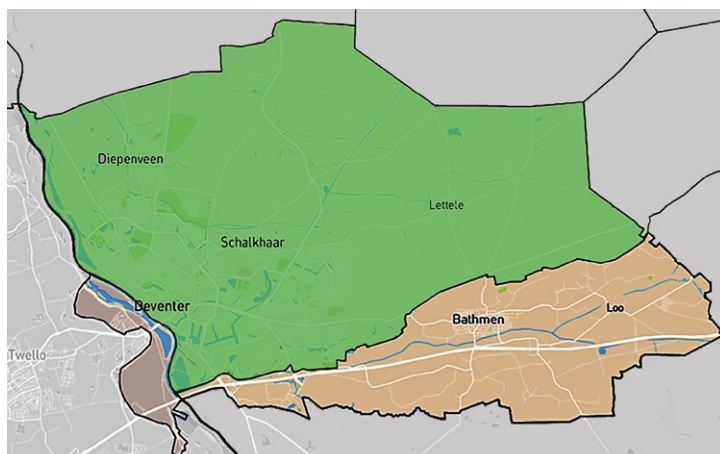 Diepenveen
Lettele
Schalkhaar
Deventer
Loo
Bathmen
Twello